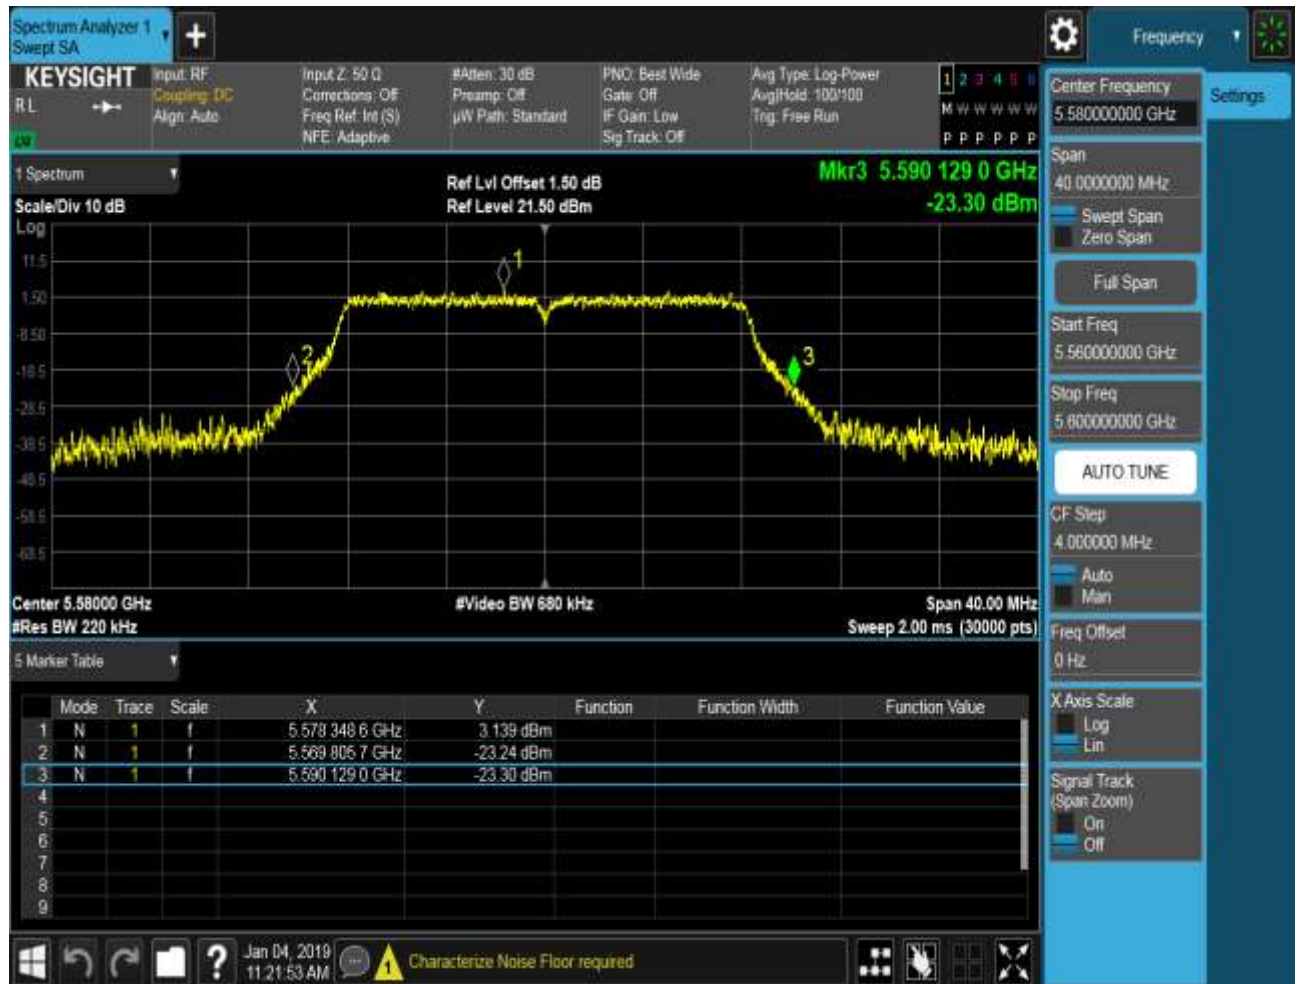 Spectrum Analyzer 1
Swept SA
+
Frequency
KEYSIGHT
R L
Input: RF
Coupling: DC
Align: Auto
Input Z: 50 Ω
Corrections: Off
Freq Ref: Int (S)
NFE: Adaptive
#Atten: 30 dB
Preamp: Off
µW Path: Standard
PNO: Best Wide
Gate: Off
IF Gain: Low
Sig Track: Off
Avg Type: Log-Power
Avg|Hold: 100/100
Trig: Free Run
1 2 3 4 5 6
M W W W W W
P P P P P P
1 Spectrum
Scale/Div 10 dB
Log
Ref Lvl Offset 1.50 dB
Ref Level 21.50 dBm
Mkr3 5.590 129 0 GHz
-23.30 dBm
11.5
1.50
-8.50
-18.5
-28.5
-38.5
-48.5
-58.5
-68.5
1
2
3
Center 5.58000 GHz
#Res BW 220 kHz
#Video BW 680 kHz
Span 40.00 MHz
Sweep 2.00 ms (30000 pts)
5 Marker Table
Mode Trace Scale X Y Function Function Width Function Value
1 N 1 f 5.578 348 6 GHz 3.139 dBm
2 N 1 f 5.569 805 7 GHz -23.24 dBm
3 N 1 f 5.590 129 0 GHz -23.30 dBm
4
5
6
7
8
9
Jan 04, 2019
11:21:53 AM
Characterize Noise Floor required
Settings
Center Frequency
5.580000000 GHz
Span
40.0000000 MHz
Swept Span
Zero Span
Full Span
Start Freq
5.560000000 GHz
Stop Freq
5.600000000 GHz
AUTO TUNE
CF Step
4.000000 MHz
Auto
Man
Freq Offset
0 Hz
X Axis Scale
Log
Lin
Signal Track
(Span Zoom)
On
Off